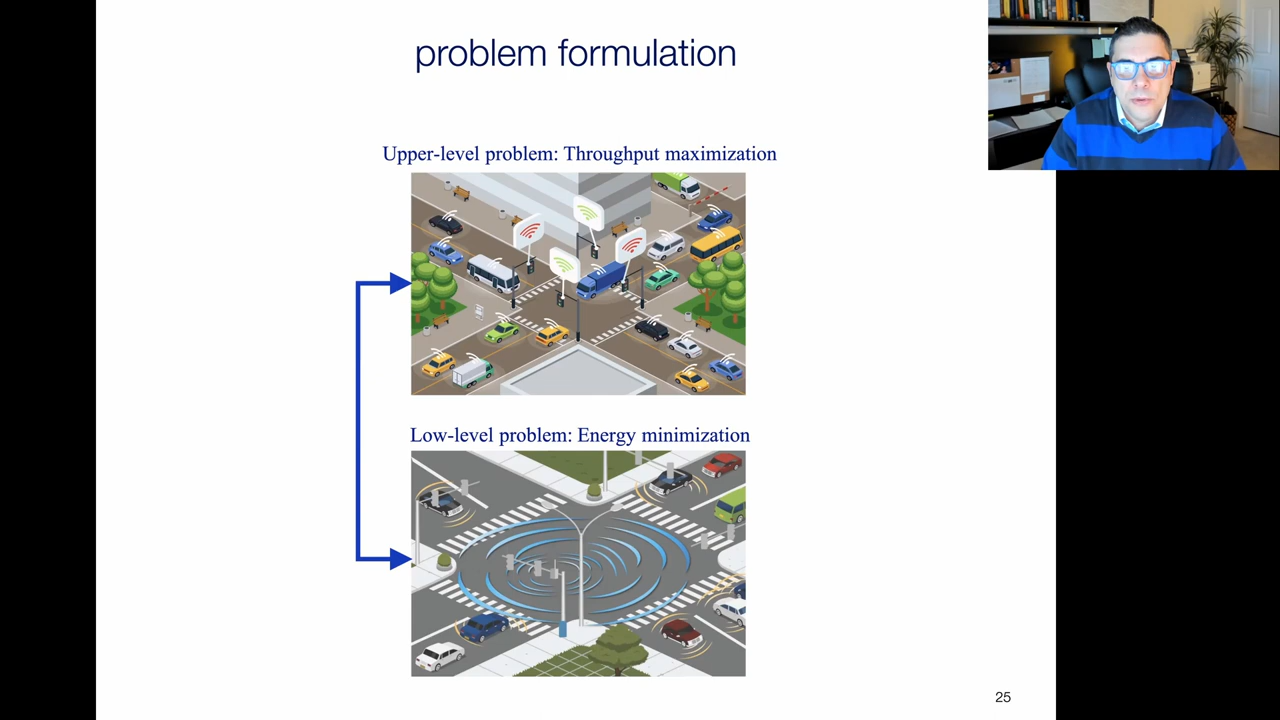 problem formulation
Upper-level problem: Throughput maximization
Low-level problem: Energy minimization
25